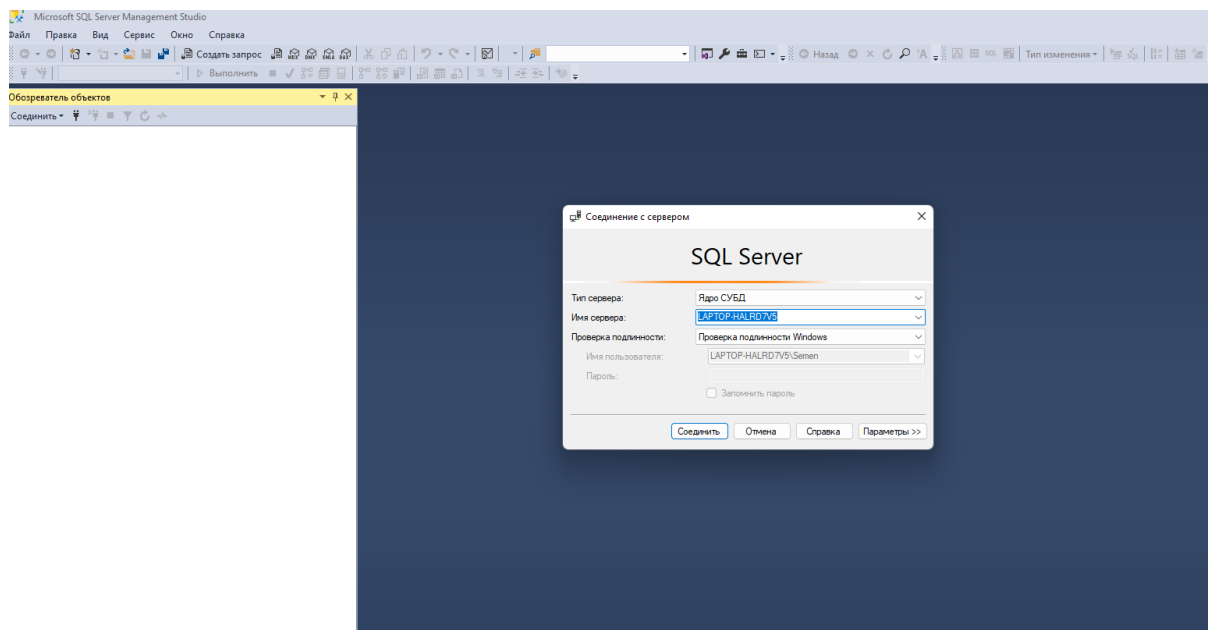 Microsoft SQL Server Management Studio
Файл Правка Вид Сервис Окно Справка
Создать запрос Назад Тип изменения
Выполнить
Обозреватель объектов
Соединить
Соединение с сервером
SQL Server
Тип сервера: Ядро СУБД
Имя сервера: LAPTOP-HALRD7V5
Проверка подлинности: Проверка подлинности Windows
Имя пользователя: LAPTOP-HALRD7V5\Semen
Пароль:
Запомнить пароль
Соединить Отмена Справка Параметры >>